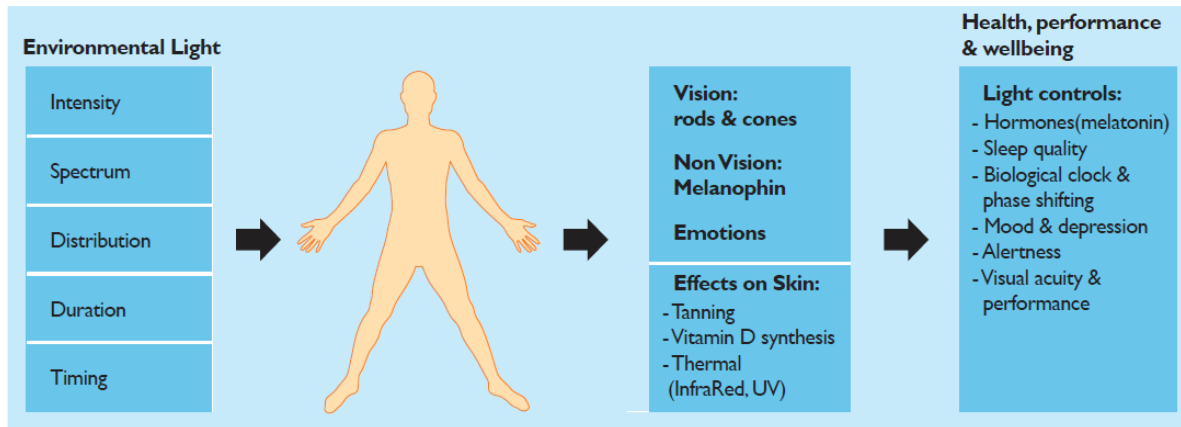 Environmental Light
Intensity
Spectrum
Distribution
Duration
Timing
Vision:
rods & cones
Non Vision:
Melanophin
Emotions
Effects on Skin:
- Tanning
- Vitamin D synthesis
- Thermal
(InfraRed, UV)
Health, performance
& wellbeing
Light controls:
- Hormones(melatonin)
- Sleep quality
- Biological clock &
phase shifting
- Mood & depression
- Alertness
- Visual acuity &
performance